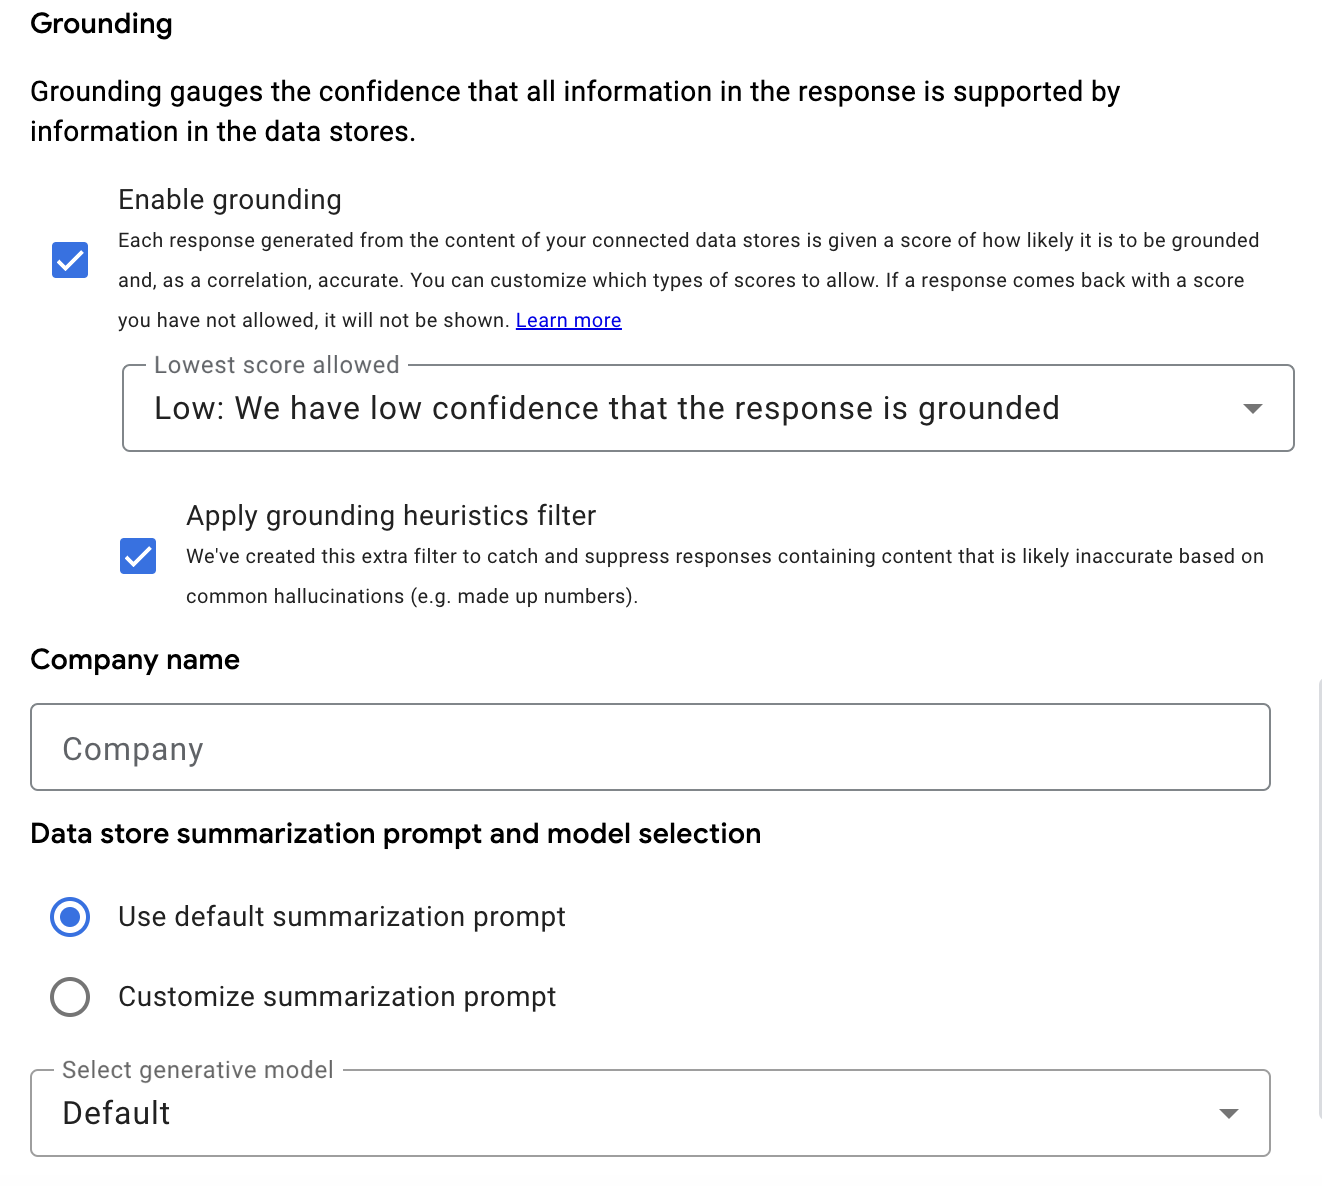 Grounding
Grounding gauges the confidence that all information in the response is supported by
information in the data stores.
Enable grounding
Each response generated from the content of your connected data stores is given a score of how likely it is to be grounded
and, as a correlation, accurate. You can customize which types of scores to allow. If a response comes back with a score
you have not allowed, it will not be shown. Learn more
Lowest score allowed
Low: We have low confidence that the response is grounded
Apply grounding heuristics filter
We've created this extra filter to catch and suppress responses containing content that is likely inaccurate based on
common hallucinations (e.g. made up numbers).
Company name
Company
Data store summarization prompt and model selection
Use default summarization prompt
Customize summarization prompt
Select generative model
Default